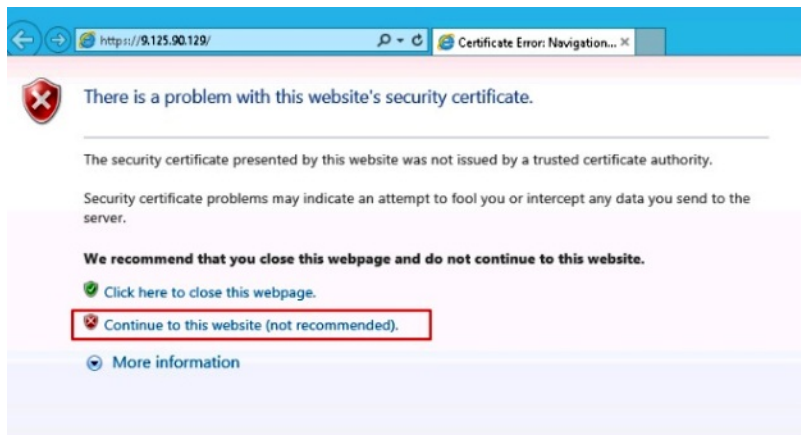 https://9.125.90.129/
Certificate Error: Navigation...
There is a problem with this website's security certificate.
The security certificate presented by this website was not issued by a trusted certificate authority.
Security certificate problems may indicate an attempt to fool you or intercept any data you send to the
server.
We recommend that you close this webpage and do not continue to this website.
Click here to close this webpage.
Continue to this website (not recommended).
More information